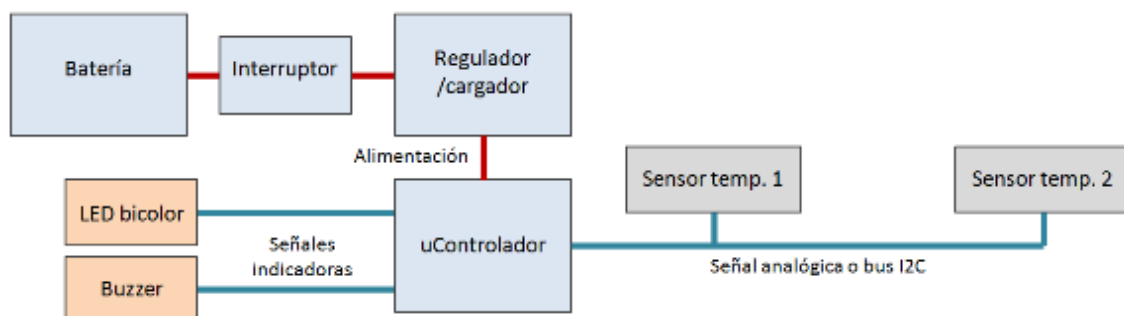 Batería
Interruptor
Regulador
/cargador
Alimentación
Sensor temp. 1
Sensor temp. 2
LED bicolor
Señales
indicadoras
uControlador
Señal analógica o bus I2C
Buzzer